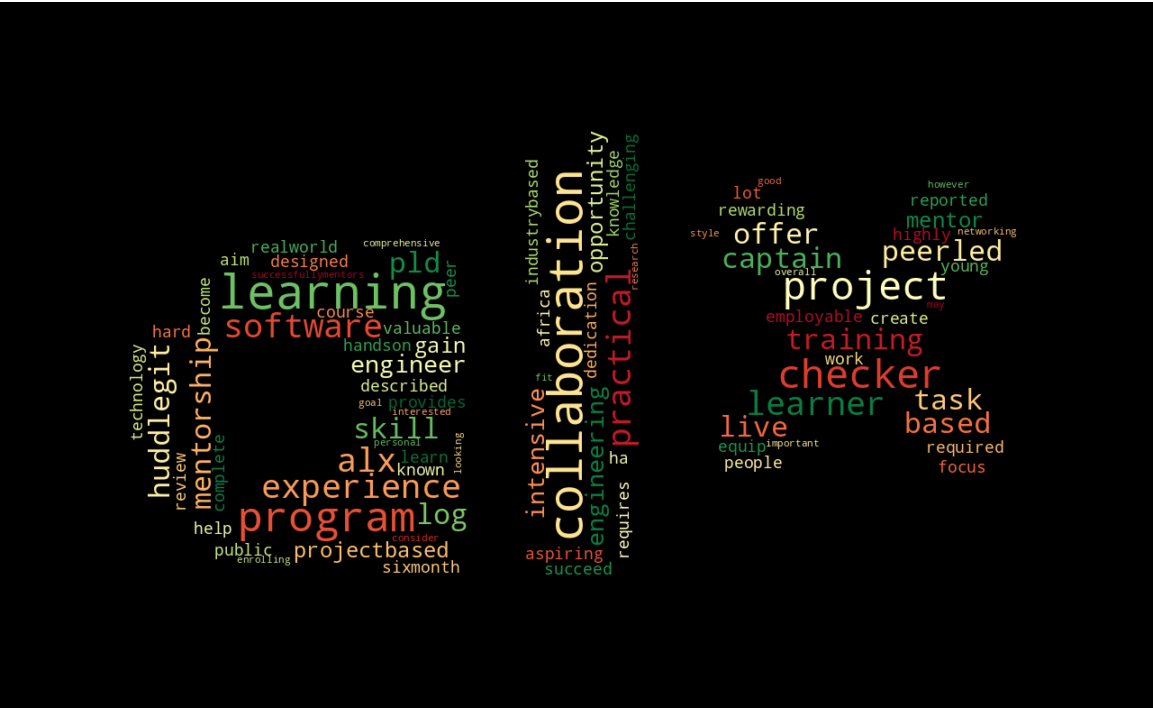 realworld
comprehensive
aim
designed
pld
peer
successfullymentors
learning
become
course
software
valuable
hard
handson
gain
engineer
technology
huddlegit
mentorship
described
goal
provides
interested
skill
personal
review
complete
alx
learn
known
looking
experience
program
log
help
consider
public
enrolling
projectbased
sixmonth
industrybased
collaboration
opportunity
knowledge
challenging
research
africa
dedication
practical
fit
intensive
engineering
ha
requires
aspiring
succeed
good
lot
rewarding
style
offer
captain
overall
however
reported
mentor
highly
networking
peerled
young
project
may
employable
create
training
work
checker
learner
task
live
based
equip
important
required
people
focus